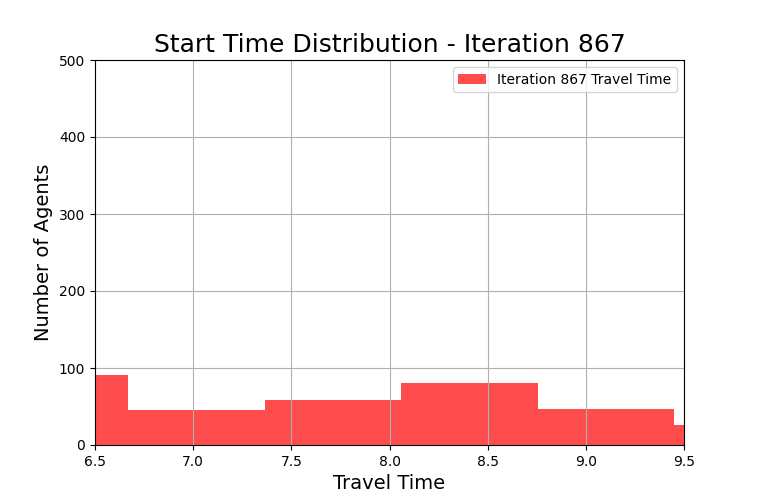 Start Time Distribution - Iteration 867
Iteration 867 Travel Time
Number of Agents
500
400
300
200
100
0
6.5 7.0 7.5 8.0 8.5 9.0 9.5
Travel Time